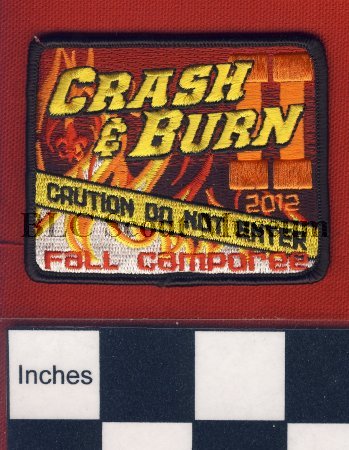 CRASH
& BURN
II
2012
CAUTION DO NOT ENTER
FALL CAMPOREE
Inches